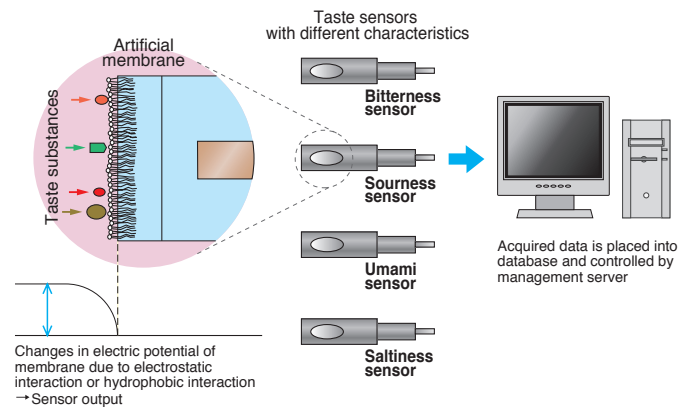 Taste sensors
with different characteristics
Artificial
membrane
Taste substances
Bitterness
sensor
Sourness
sensor
Umami
sensor
Saltiness
sensor
Acquired data is placed into
database and controlled by
management server
Changes in electric potential of
membrane due to electrostatic
interaction or hydrophobic interaction
→Sensor output